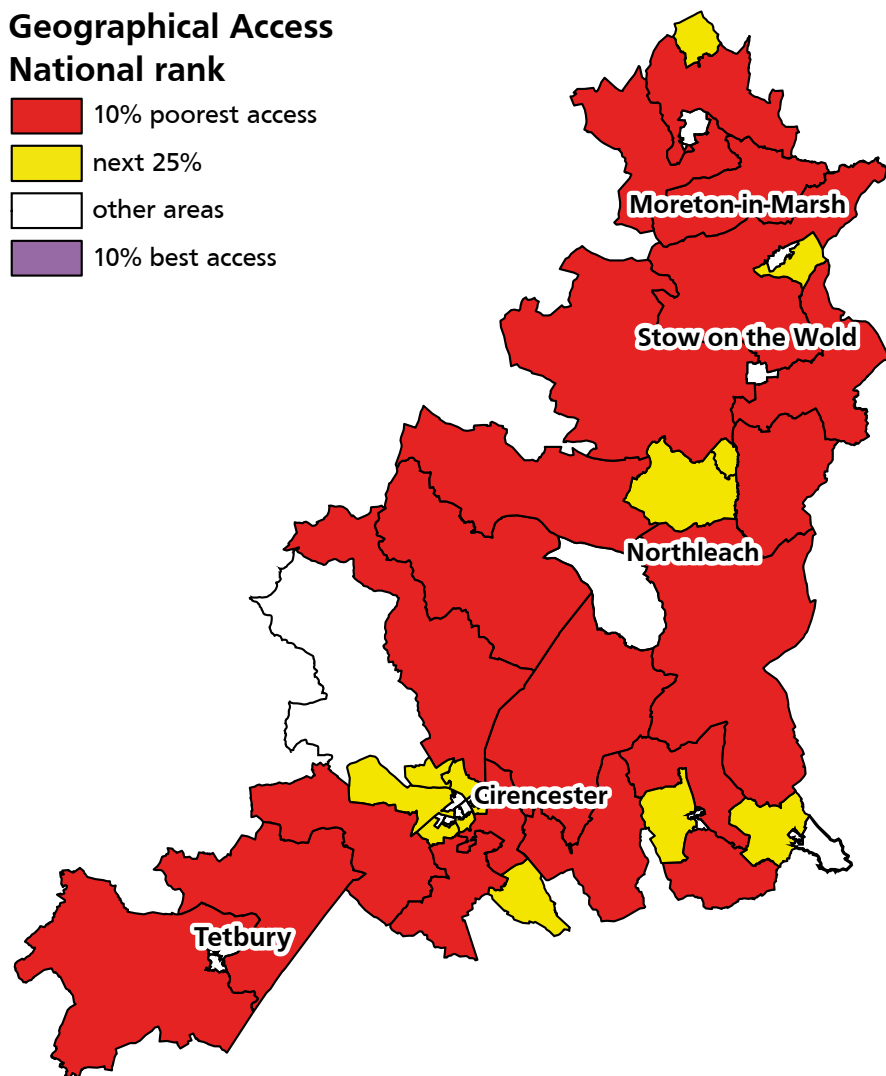 Geographical Access
National rank
10% poorest access
next 25%
other areas
10% best access
Moreton-in-Marsh
Stow on the Wold
Northleach
Cirencester
Tetbury